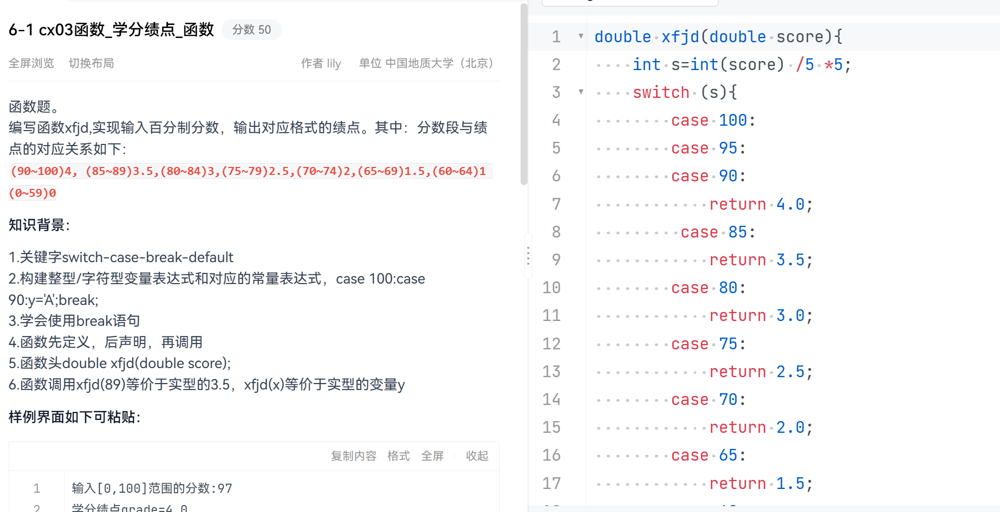 6-1 cx03函数_学分绩点_函数 分数 50
全屏浏览 切换布局 作者 lily 单位 中国地质大学（北京）
函数题。
编写函数xfjd,实现输入百分制分数，输出对应格式的绩点。其中：分数段与绩
点的对应关系如下：
(90~100)4, (85~89)3.5,(80~84)3,(75~79)2.5,(70~74)2,(65~69)1.5,(60~64)1
(0~59)0
知识背景：
1.关键字switch-case-break-default
2.构建整型/字符型变量表达式和对应的常量表达式，case 100:case
90:y='A';break;
3.学会使用break语句
4.函数先定义，后声明，再调用
5.函数头double xfjd(double score);
6.函数调用xfjd(89)等价于实型的3.5，xfjd(x)等价于实型的变量y
样例界面如下可粘贴：
复制内容 格式 全屏 收起
1 输入[0,100]范围的分数:97
2 学分绩点grade=4.0
1 double xfjd(double score){
2 int s=int(score) /5 *5;
3 switch (s){
4 case 100:
5 case 95:
6 case 90:
7 return 4.0;
8 case 85:
9 return 3.5;
10 case 80:
11 return 3.0;
12 case 75:
13 return 2.5;
14 case 70:
15 return 2.0;
16 case 65:
17 return 1.5;